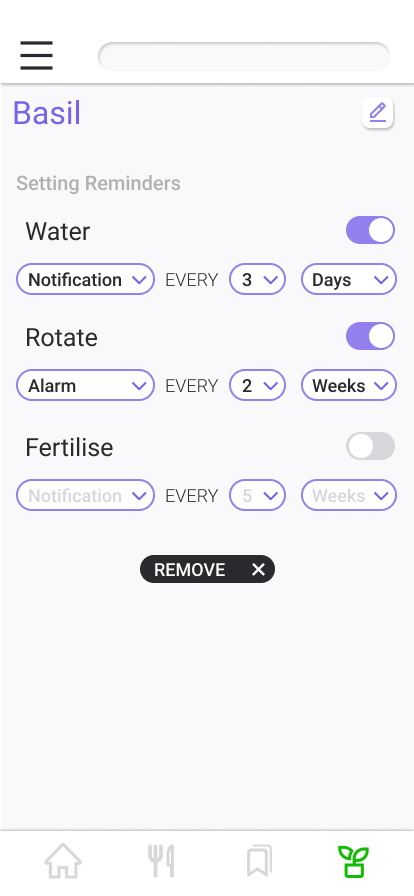 Basil
Setting Reminders
Water
Notification EVERY 3 Days
Rotate
Alarm EVERY 2 Weeks
Fertilise
Notification EVERY 5 Weeks
REMOVE